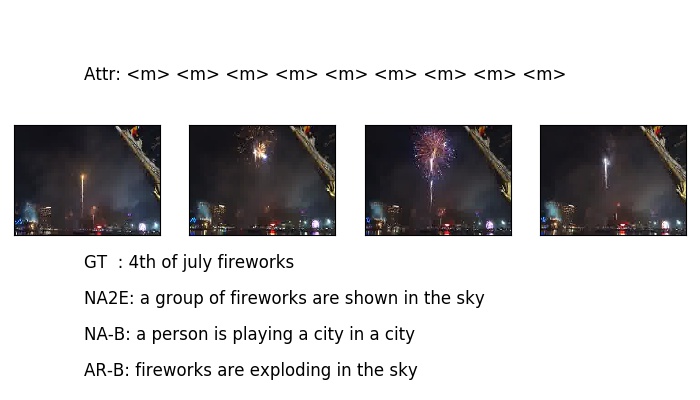 Attr: <m> <m> <m> <m> <m> <m> <m> <m> <m>
GT  : 4th of july fireworks
NA2E: a group of fireworks are shown in the sky
NA-B: a person is playing a city in a city
AR-B: fireworks are exploding in the sky